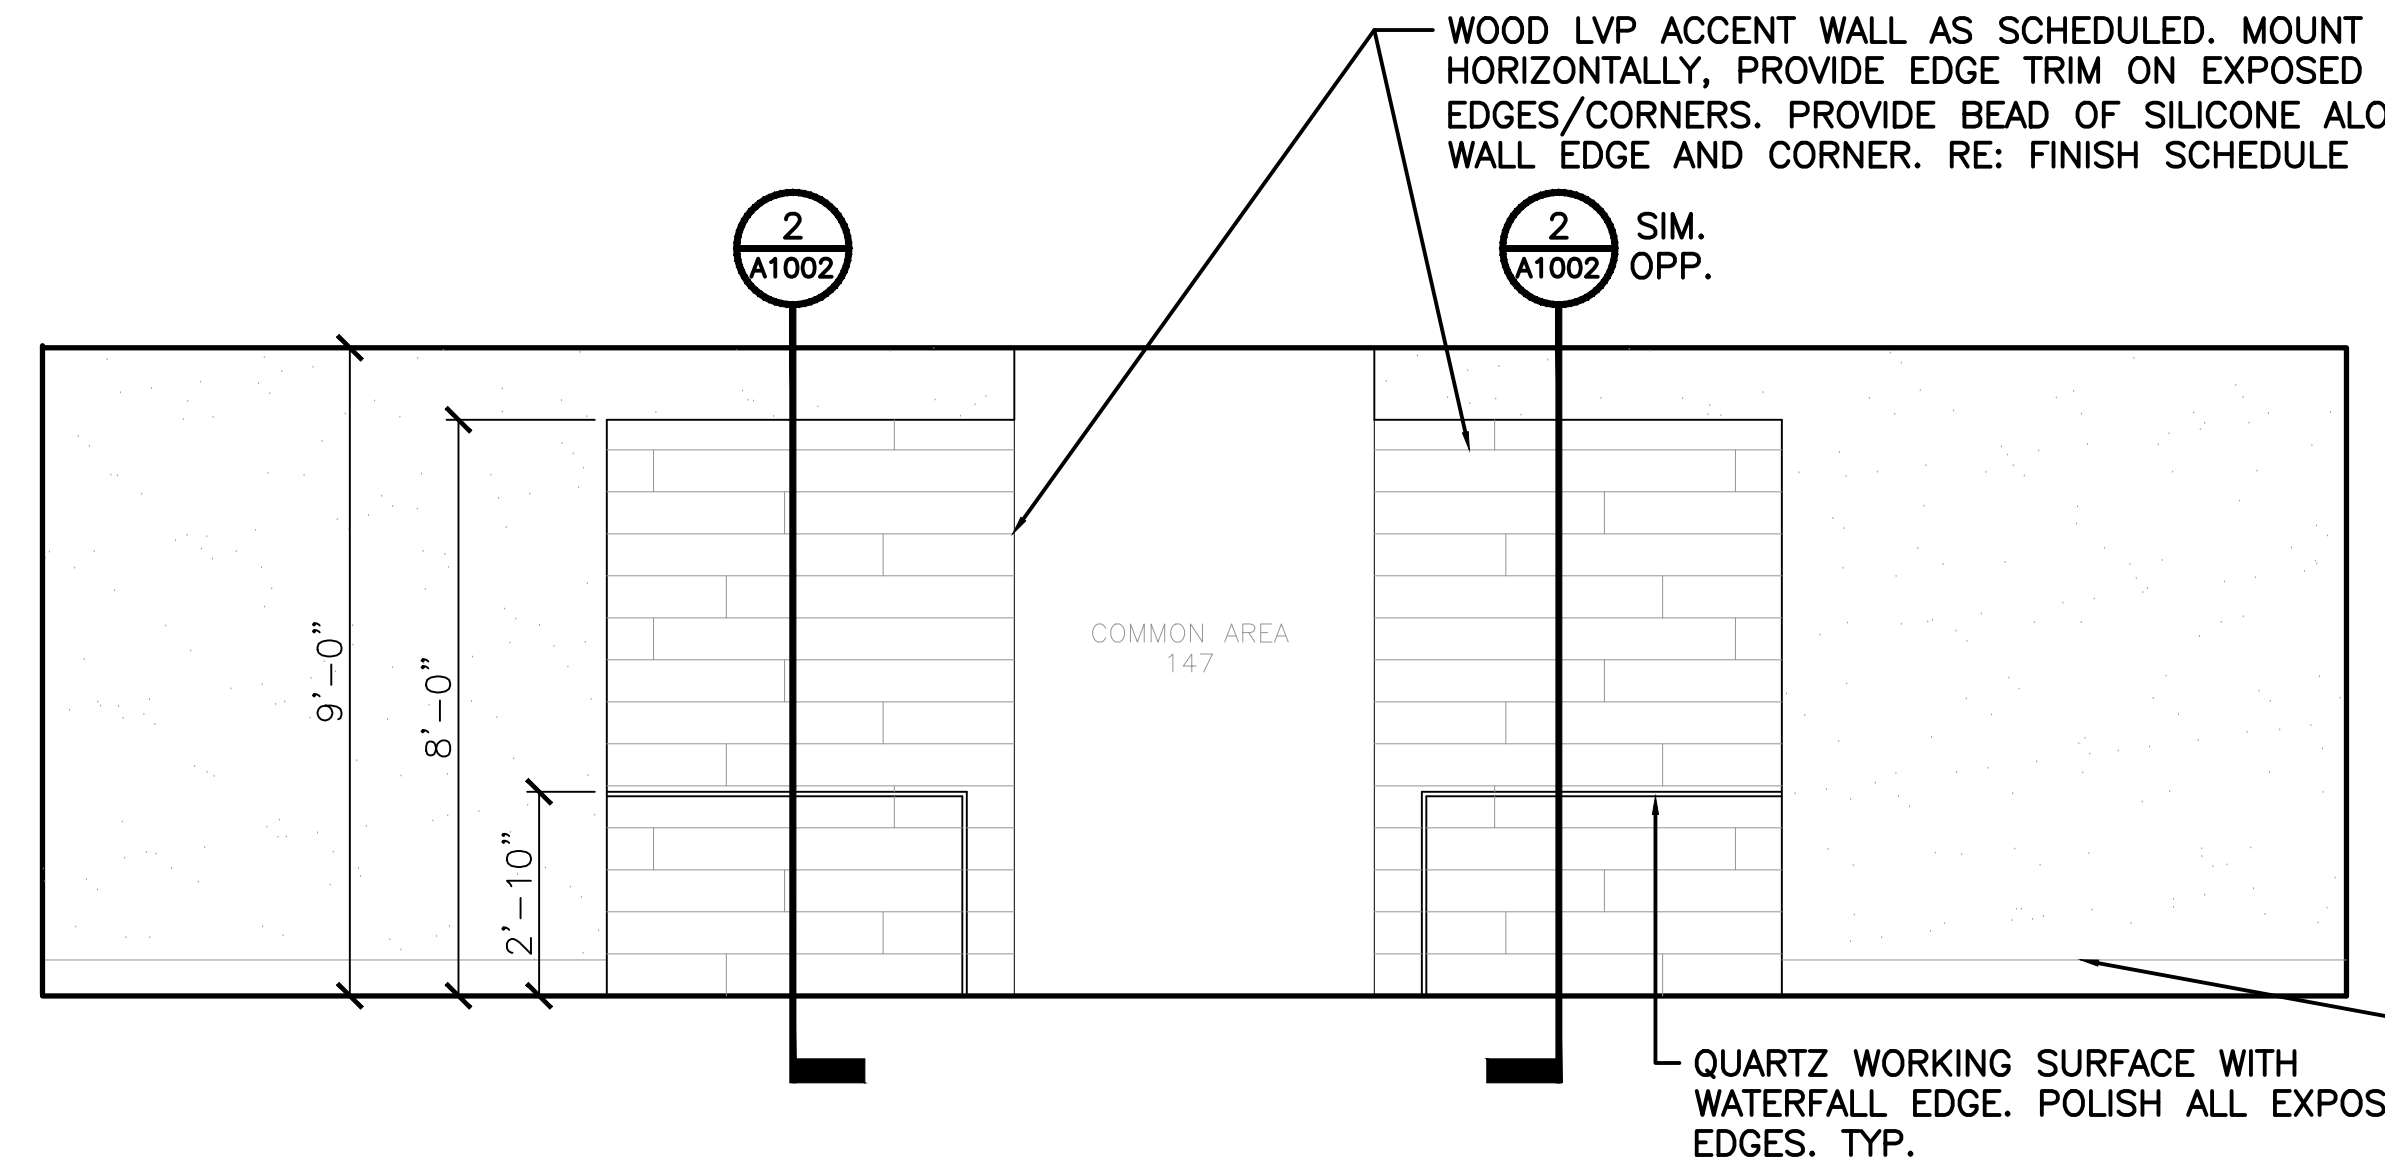 WOOD LVP ACCENT WALL AS SCHEDULED. MOUNT
HORIZONTALLY, PROVIDE EDGE TRIM ON EXPOSED
EDGES/CORNERS. PROVIDE BEAD OF SILICONE ALO
WALL EDGE AND CORNER. RE: FINISH SCHEDULE
2
A1002
2
A1002
SIM.
OPP.
9'-0"
8'-0"
2'-10"
COMMON AREA
147
QUARTZ WORKING SURFACE WITH
WATERFALL EDGE. POLISH ALL EXPOS
EDGES. TYP.